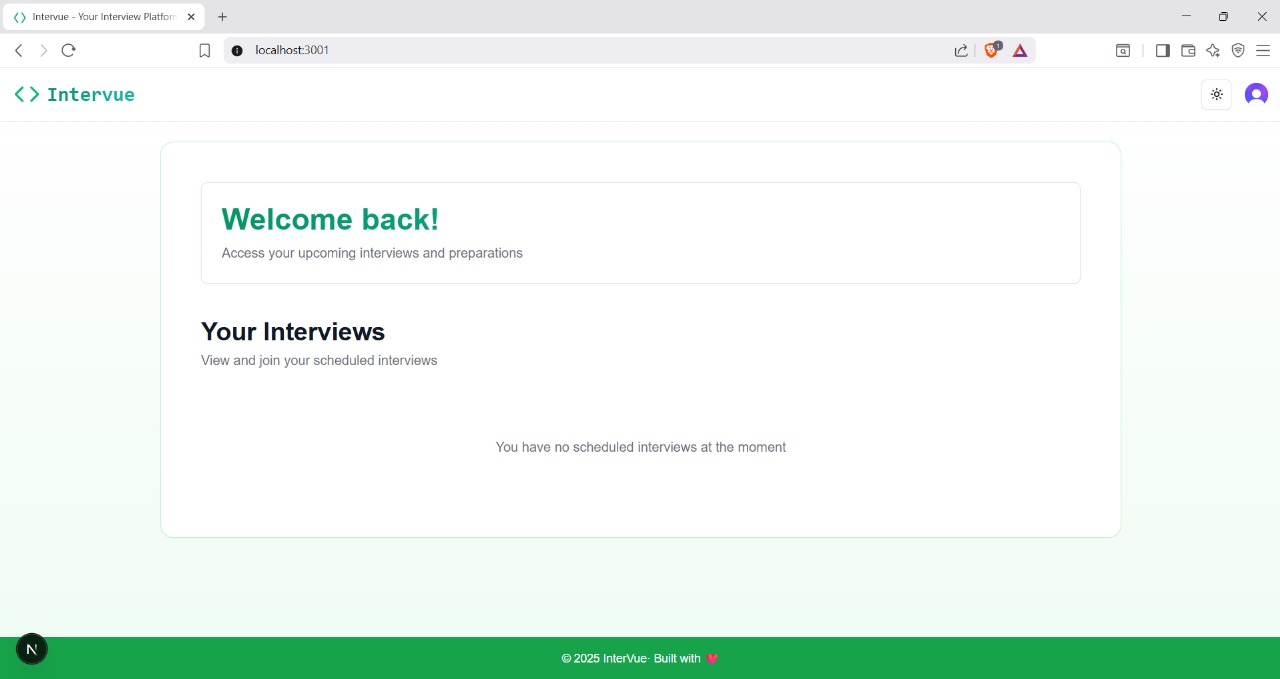 Intervue - Your Interview Platform
localhost:3001
1
Intervue
Welcome back!
Access your upcoming interviews and preparations
Your Interviews
View and join your scheduled interviews
You have no scheduled interviews at the moment
N
© 2025 InterVue· Built with ❤️